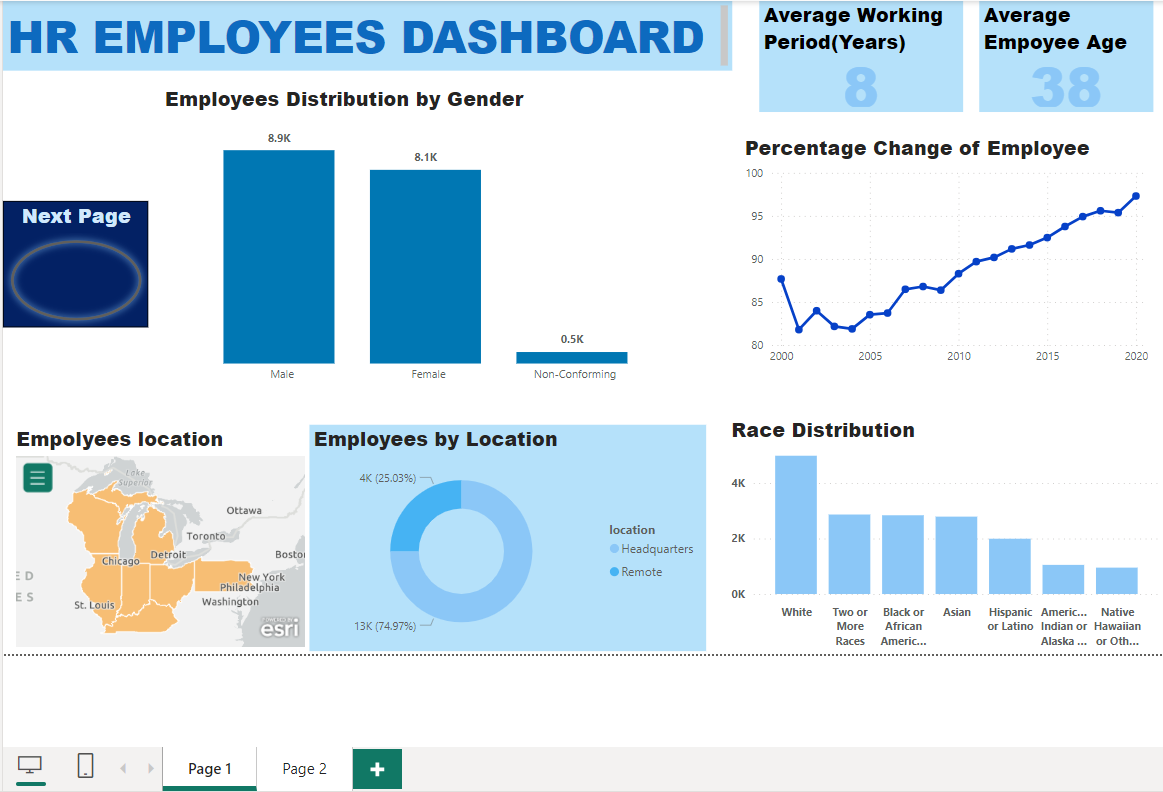 HR EMPLOYEES DASHBOARD
Average Working
Period(Years)
8
Average
Empoyee Age
38
Employees Distribution by Gender
8.9K
8.1K
0.5K
Male
Female
Non-Conforming
Next Page
Percentage Change of Employee
100
95
90
85
80
2000
2005
2010
2015
2020
Empolyees location
Lake
Superior
Ottawa
Toronto
Chicago
Detroit
Bosto
New York
Philadelphia
Washington
St. Louis
E D
E S
POWERED BY
esri
Employees by Location
4K (25.03%)
13K (74.97%)
location
Headquarters
Remote
Race Distribution
4K
2K
0K
White
Two or
More
Races
Black or
African
Americ...
Asian
Hispanic
or Latino
Americ...
Indian or
Alaska ...
Native
Hawaiian
or Oth...
Page 1
Page 2
+